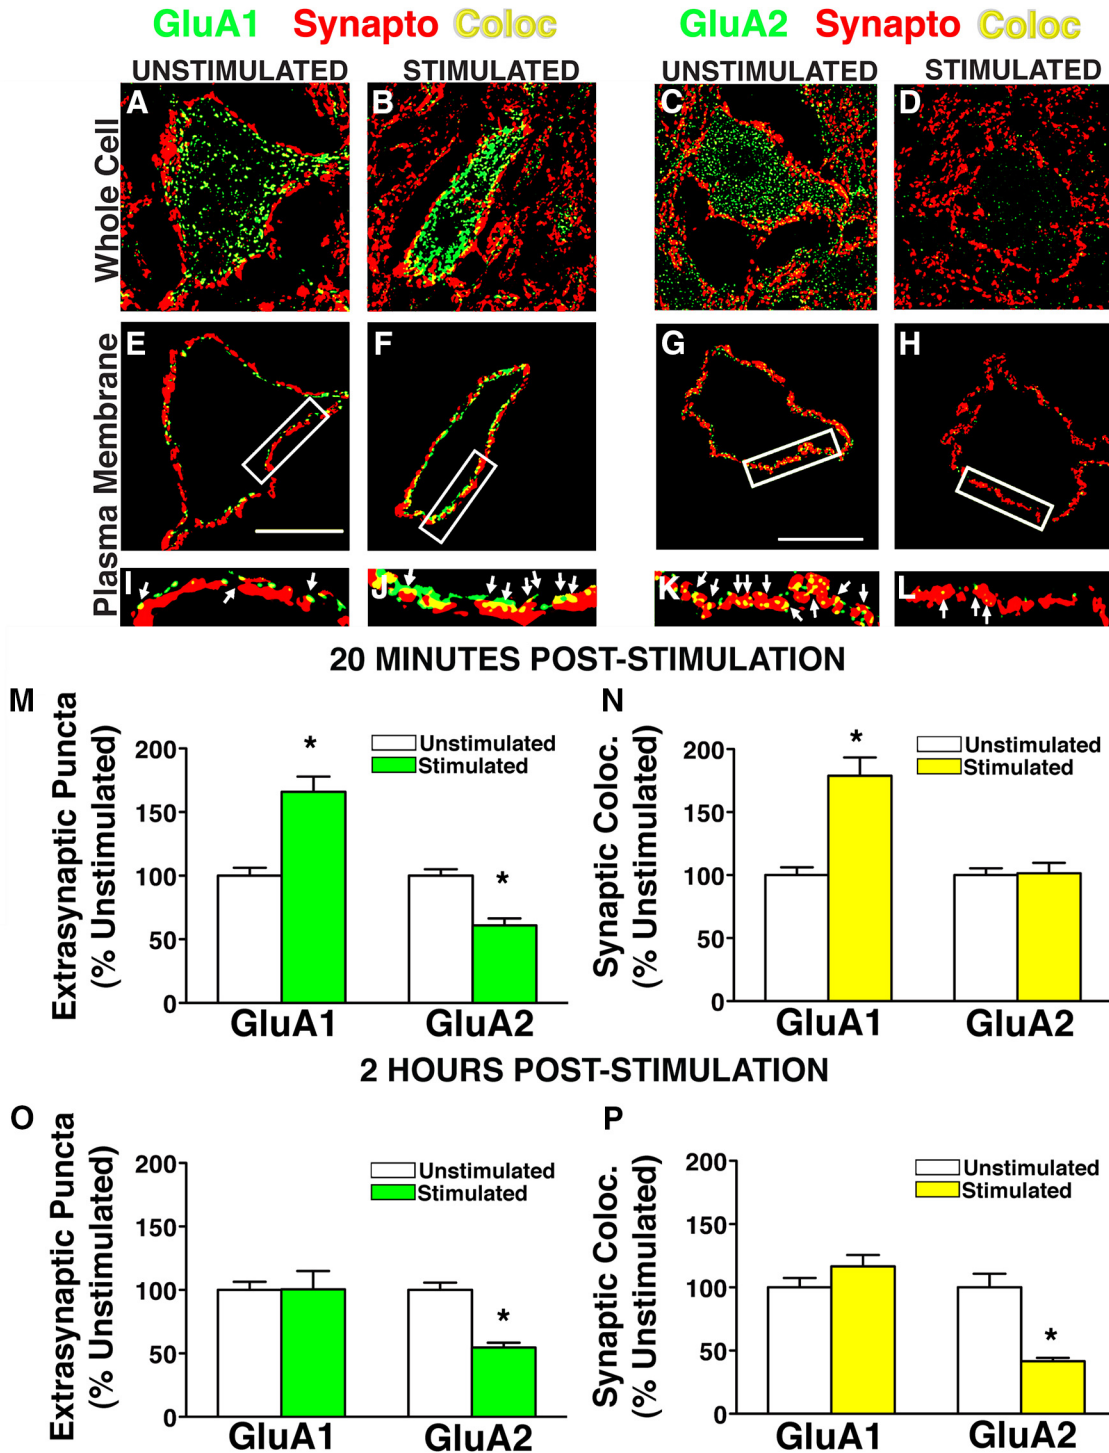 GluA1 Synapto Coloc
GluA2 Synapto Coloc
UNSTIMULATED
STIMULATED
UNSTIMULATED
STIMULATED
Whole Cell
A
B
C
D
Plasma Membrane
E
F
G
H
I
J
K
L
20 MINUTES POST-STIMULATION
M
Extrasynaptic Puncta
(% Unstimulated)
200
150
100
50
0
*
*
Unstimulated
Stimulated
GluA1
GluA2
N
Synaptic Coloc.
(% Unstimulated)
200
150
100
50
0
*
Unstimulated
Stimulated
GluA1
GluA2
2 HOURS POST-STIMULATION
O
Extrasynaptic Puncta
(% Unstimulated)
200
150
100
50
0
*
Unstimulated
Stimulated
GluA1
GluA2
P
Synaptic Coloc.
(% Unstimulated)
200
150
100
50
0
*
Unstimulated
Stimulated
GluA1
GluA2